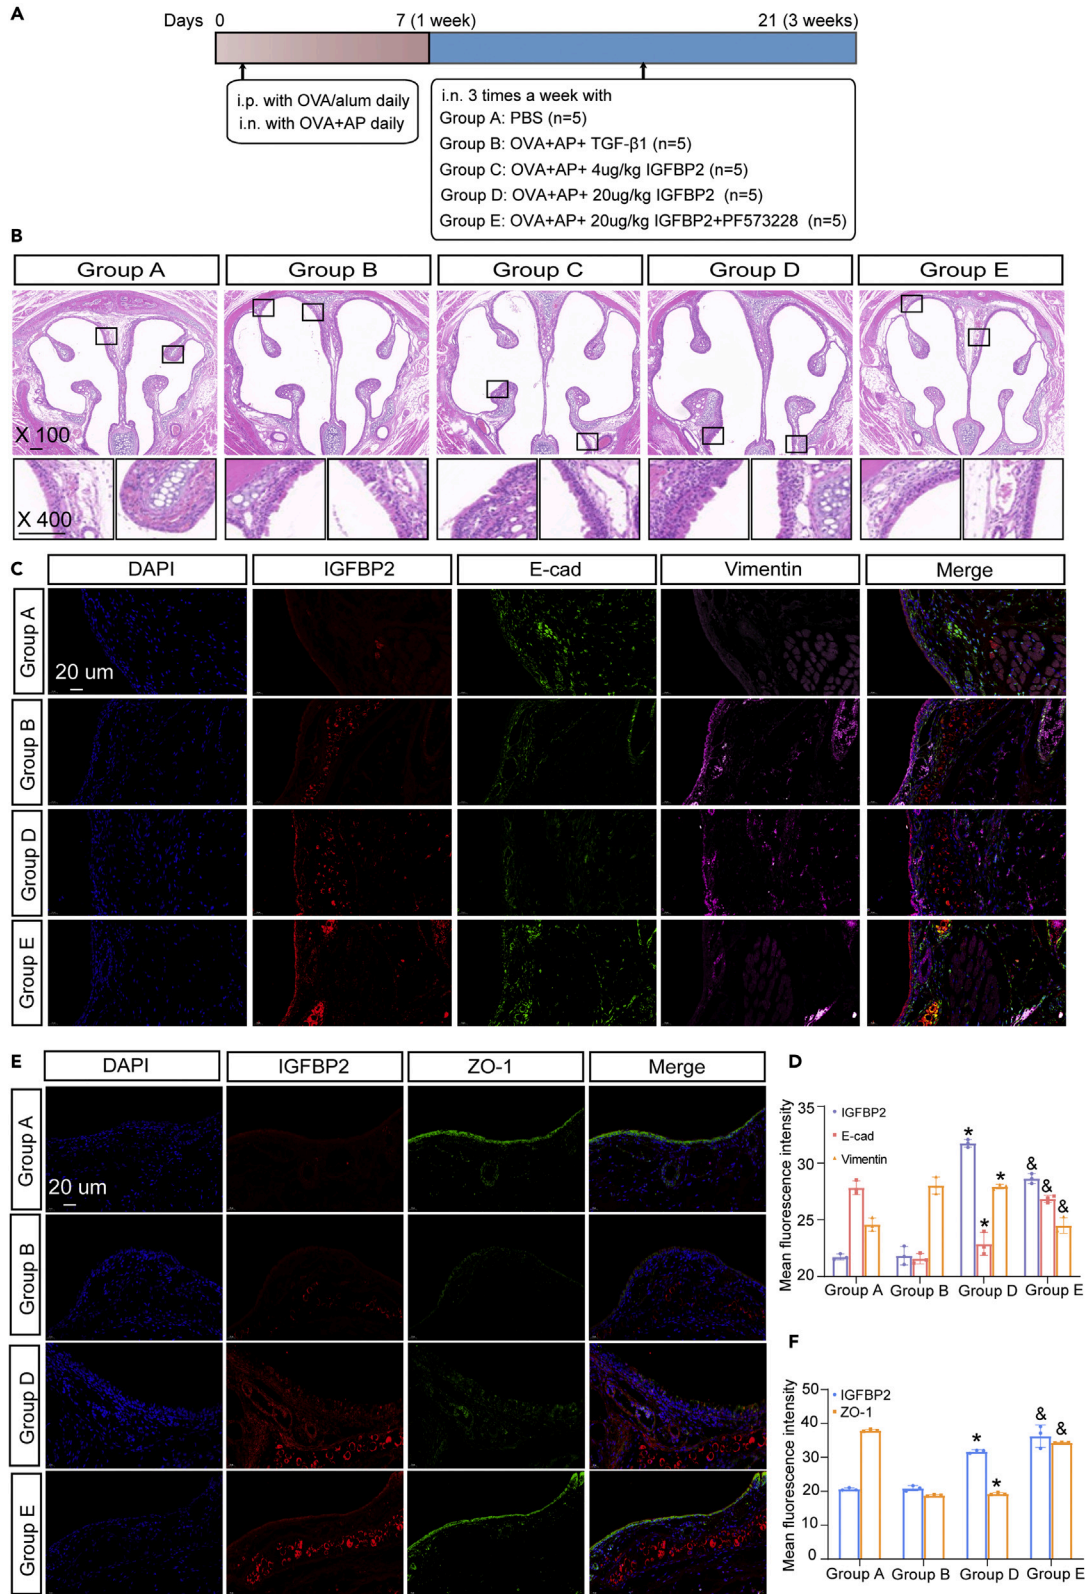 A
Days 0 7 (1 week) 21 (3 weeks)
i.p. with OVA/alum daily
i.n. with OVA+AP daily
i.n. 3 times a week with
Group A: PBS (n=5)
Group B: OVA+AP+ TGF-β1 (n=5)
Group C: OVA+AP+ 4ug/kg IGFBP2 (n=5)
Group D: OVA+AP+ 20ug/kg IGFBP2 (n=5)
Group E: OVA+AP+ 20ug/kg IGFBP2+PF573228 (n=5)
B
Group A Group B Group C Group D Group E
X 100
X 400
C
DAPI IGFBP2 E-cad Vimentin Merge
Group A
20 um
Group B
Group D
Group E
E
DAPI IGFBP2 ZO-1 Merge
Group A
20 um
Group B
Group D
Group E
D
Mean fluorescence intensity
35
30
25
20
IGFBP2
E-cad
Vimentin
* * *
& & &
Group A Group B Group D Group E
F
Mean fluorescence intensity
50
40
30
20
10
0
IGFBP2
ZO-1
* *
& &
Group A Group B Group D Group E